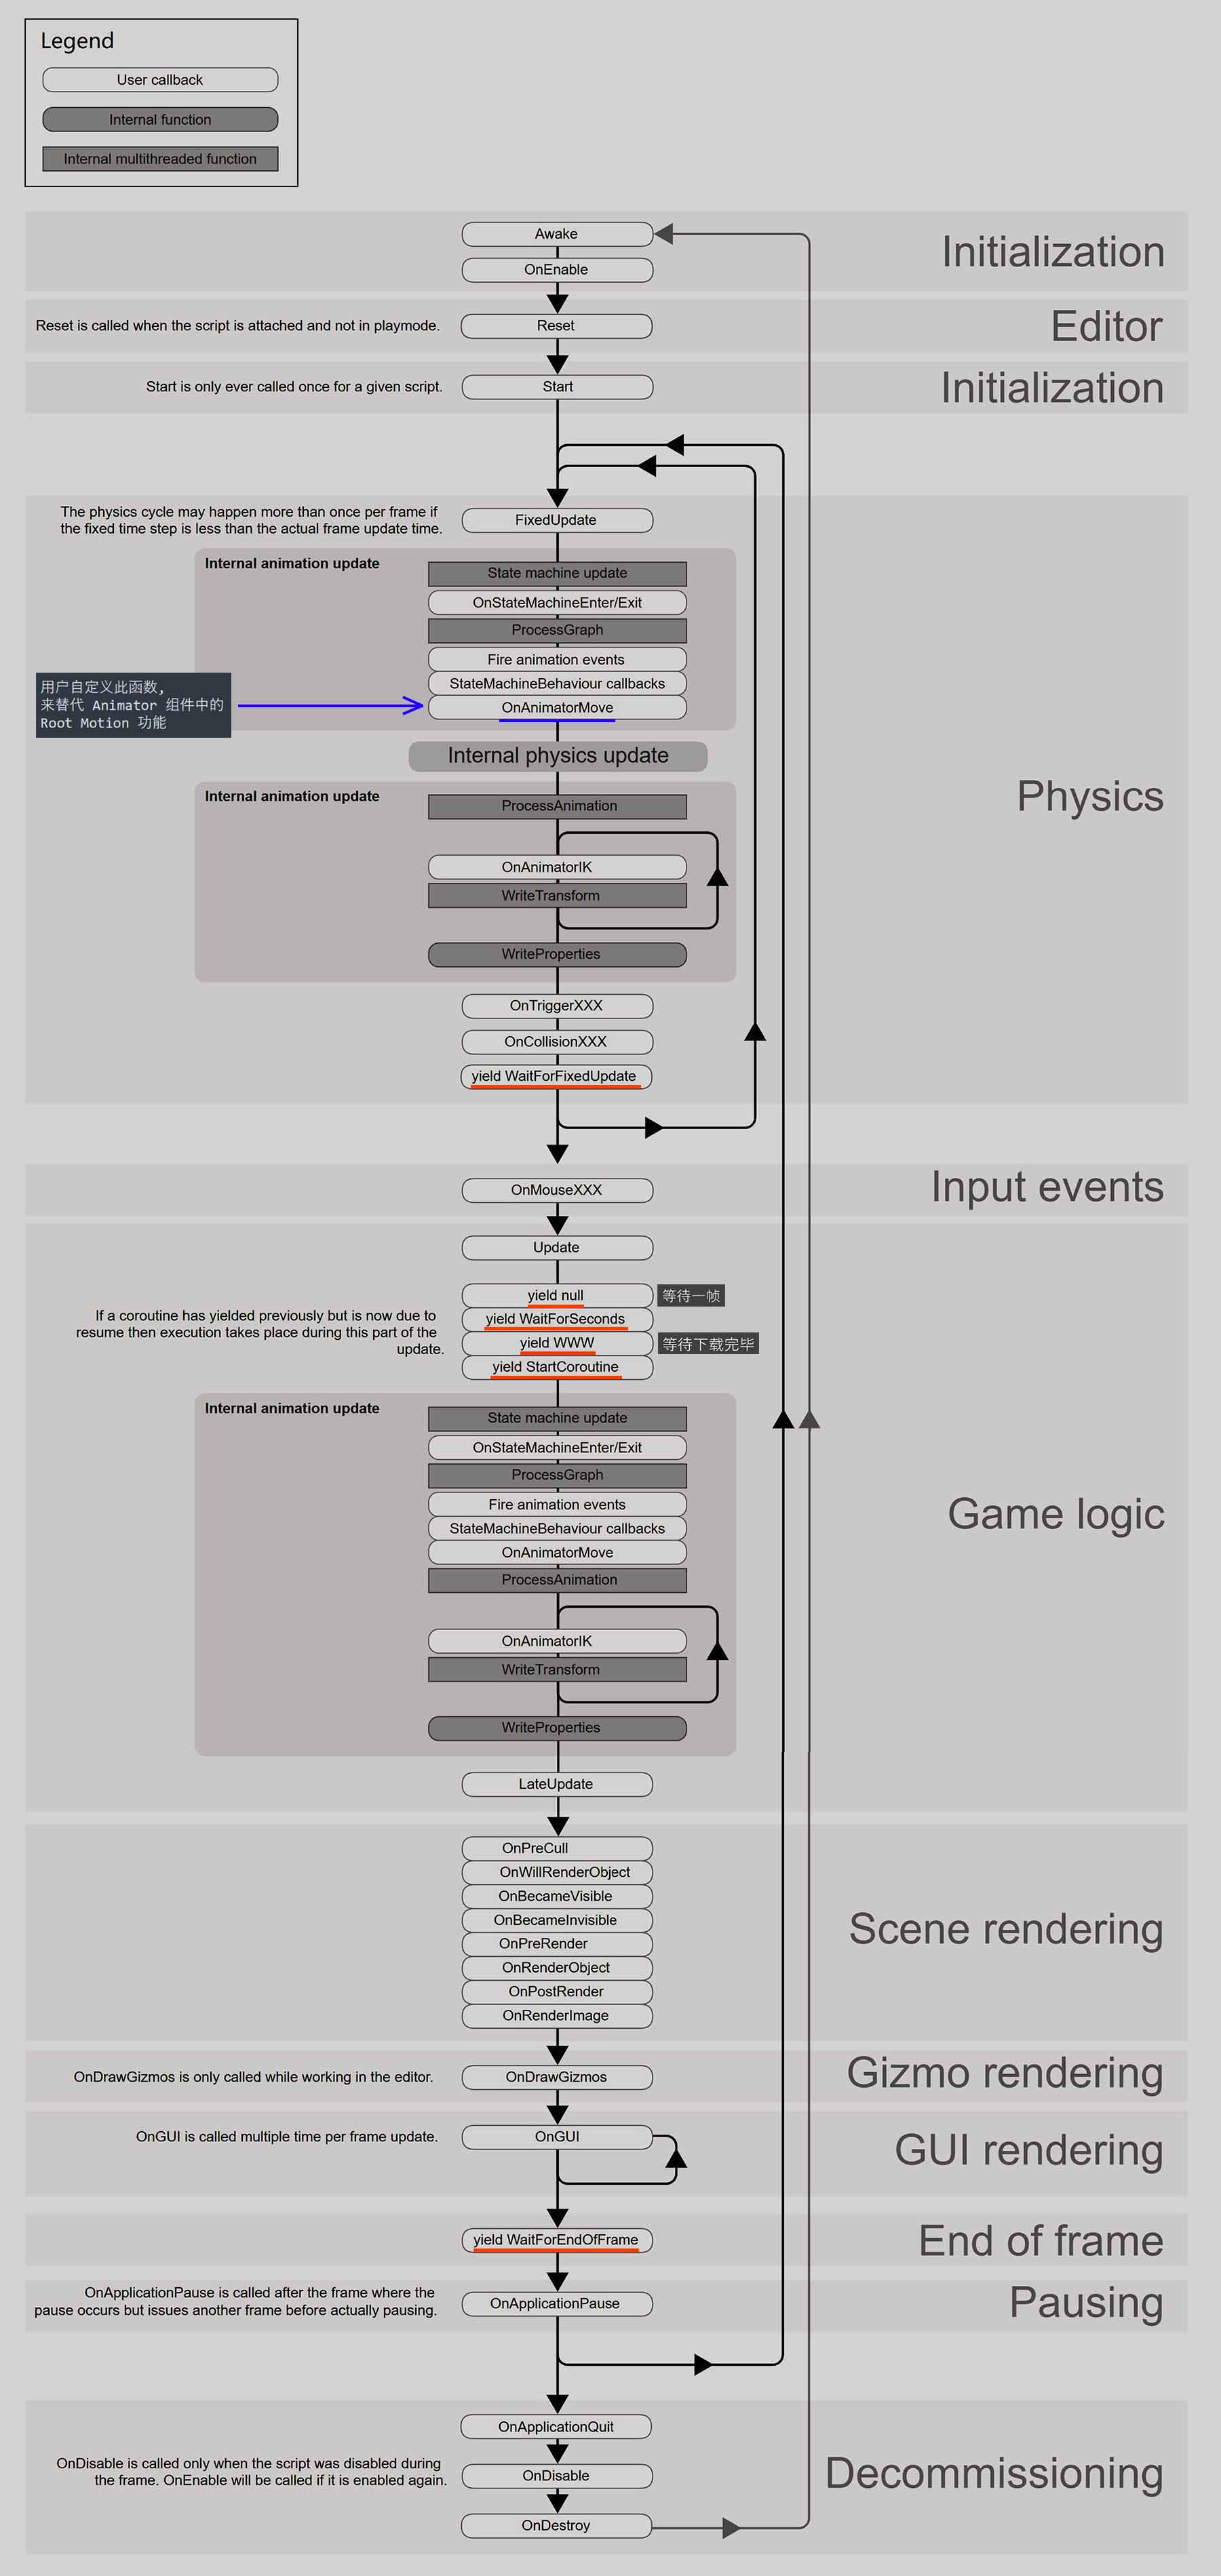 Legend
User callback
Internal function
Internal multithreaded function
Awake
Initialization
OnEnable
Reset is called when the script is attached and not in playmode.
Reset
Editor
Start is only ever called once for a given script.
Start
Initialization
The physics cycle may happen more than once per frame if
the fixed time step is less than the actual frame update time.
FixedUpdate
Internal animation update
State machine update
OnStateMachineEnter/Exit
ProcessGraph
Fire animation events
StateMachineBehaviour callbacks
OnAnimatorMove
用户自定义此函数,
来替代 Animator 组件中的
Root Motion 功能
Internal physics update
Physics
Internal animation update
ProcessAnimation
OnAnimatorIK
WriteTransform
WriteProperties
OnTriggerXXX
OnCollisionXXX
yield WaitForFixedUpdate
OnMouseXXX
Input events
Update
yield null
等待一帧
yield WaitForSeconds
yield WWW
等待下载完毕
yield StartCoroutine
If a coroutine has yielded previously but is now due to
resume then execution takes place during this part of the
update.
Internal animation update
State machine update
OnStateMachineEnter/Exit
ProcessGraph
Fire animation events
StateMachineBehaviour callbacks
OnAnimatorMove
ProcessAnimation
Game logic
OnAnimatorIK
WriteTransform
WriteProperties
LateUpdate
OnPreCull
OnWillRenderObject
OnBecameVisible
OnBecameInvisible
OnPreRender
OnRenderObject
OnPostRender
OnRenderImage
Scene rendering
OnDrawGizmos is only called while working in the editor.
OnDrawGizmos
Gizmo rendering
OnGUI is called multiple time per frame update.
OnGUI
GUI rendering
yield WaitForEndOfFrame
End of frame
OnApplicationPause is called after the frame where the
pause occurs but issues another frame before actually pausing.
OnApplicationPause
Pausing
OnApplicationQuit
OnDisable is called only when the script was disabled during
the frame. OnEnable will be called if it is enabled again.
OnDisable
Decommissioning
OnDestroy